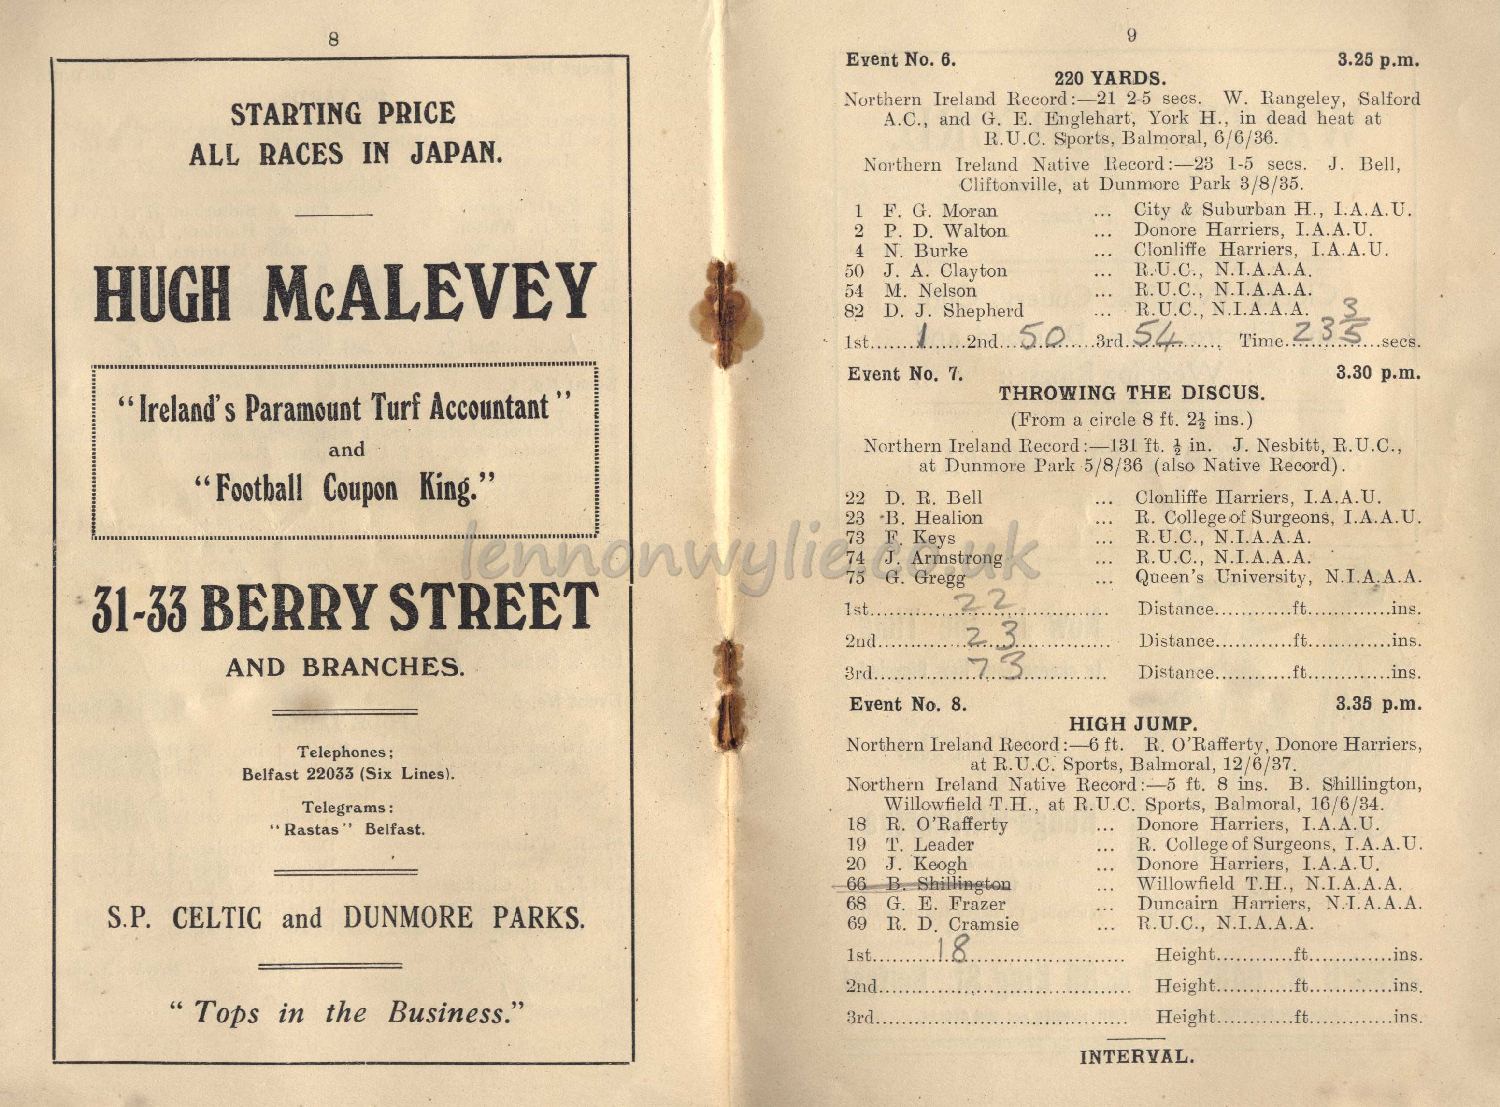 8
STARTING PRICE
ALL RACES IN JAPAN.
HUGH McALEVEY
"Ireland's Paramount Turf Accountant"
and
"Football Coupon King."
31-33 BERRY STREET
AND BRANCHES.
Telephones;
Belfast 22033 (Six Lines).
Telegrams:
"Rastas" Belfast.
S.P. CELTIC and DUNMORE PARKS.
"Tops in the Business."
9
Event No. 6. 3.25 p.m.
220 YARDS.
Northern Ireland Record:—21 2-5 secs. W. Rangeley, Salford
A.C., and G. E. Englehart, York H., in dead heat at
R.U.C. Sports, Balmoral, 6/6/36.
Northern Ireland Native Record:—23 1-5 secs. J. Bell,
Cliftonville, at Dunmore Park 3/8/35.
1 F. G. Moran ... City & Suburban H., I.A.A.U.
2 P. D. Walton ... Donore Harriers, I.A.A.U.
4 N. Burke ... Clonliffe Harriers, I.A.A.U.
50 J. A. Clayton ... R.U.C., N.I.A.A.A.
54 M. Nelson ... R.U.C., N.I.A.A.A.
82 D. J. Shepherd ... R.U.C., N.I.A.A.A.
1st.......1.......2nd...50......3rd...54......, Time..23 3/5......secs.
Event No. 7. 3.30 p.m.
THROWING THE DISCUS.
(From a circle 8 ft. 2½ ins.)
Northern Ireland Record:—131 ft. ½ in. J. Nesbitt, R.U.C.,
at Dunmore Park 5/8/36 (also Native Record).
22 D. R. Bell ... Clonliffe Harriers, I.A.A.U.
23 B. Healion ... R. College of Surgeons, I.A.A.U.
73 F. Keys ... R.U.C., N.I.A.A.A.
74 J. Armstrong ... R.U.C., N.I.A.A.A.
75 G. Gregg ... Queen's University, N.I.A.A.A.
lennonwylie.co.uk
1st............22............ Distance............ft............ins.
2nd............23............ Distance............ft............ins.
3rd............73............ Distance............ft............ins.
Event No. 8. 3.35 p.m.
HIGH JUMP.
Northern Ireland Record:—6 ft. R. O'Rafferty, Donore Harriers,
at R.U.C. Sports, Balmoral, 12/6/37.
Northern Ireland Native Record:—5 ft. 8 ins. B. Shillington,
Willowfield T.H., at R.U.C. Sports, Balmoral, 16/6/34.
18 R. O'Rafferty ... Donore Harriers, I.A.A.U.
19 T. Leader ... R. College of Surgeons, I.A.A.U.
20 J. Keogh ... Donore Harriers, I.A.A.U.
66 B. Shillington ... Willowfield T.H., N.I.A.A.A.
68 G. E. Frazer ... Duncairn Harriers, N.I.A.A.A.
69 R. D. Cramsie ... R.U.C., N.I.A.A.A.
1st.........18..................... Height............ft............ins.
2nd................................ Height............ft............ins.
3rd................................ Height............ft............ins.
INTERVAL.